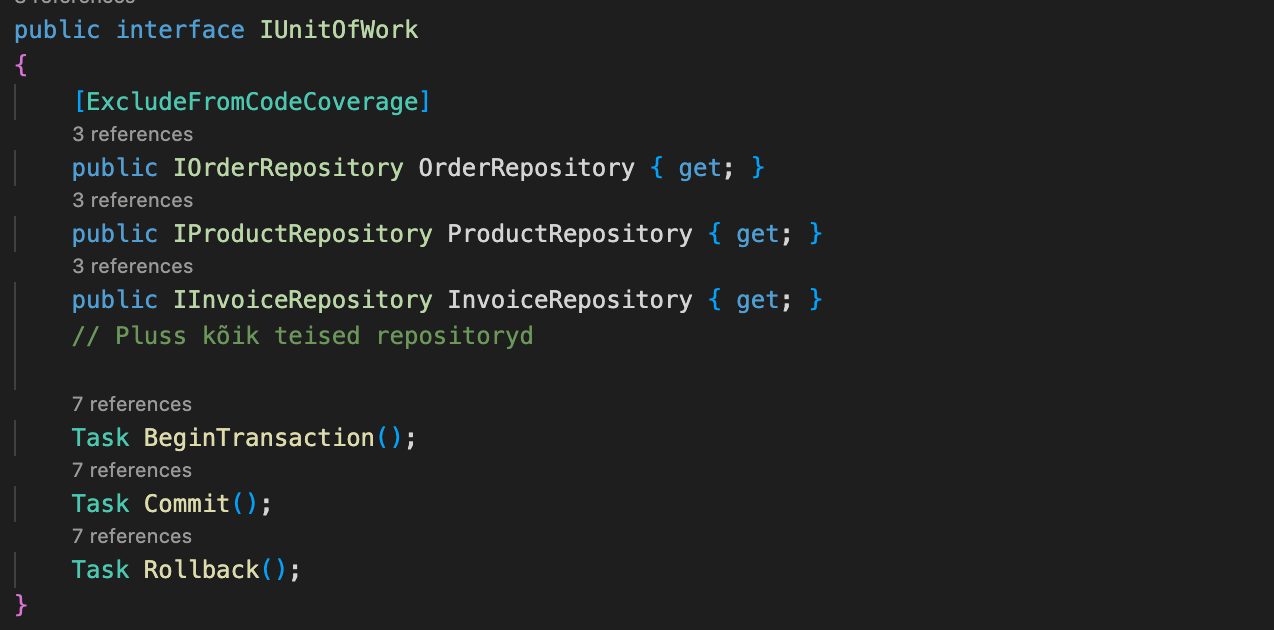 public interface IUnitOfWork
{
[ExcludeFromCodeCoverage]
3 references
public IOrderRepository OrderRepository { get; }
3 references
public IProductRepository ProductRepository { get; }
3 references
public IInvoiceRepository InvoiceRepository { get; }
// Pluss kõik teised repositoryd
7 references
Task BeginTransaction();
7 references
Task Commit();
7 references
Task Rollback();
}